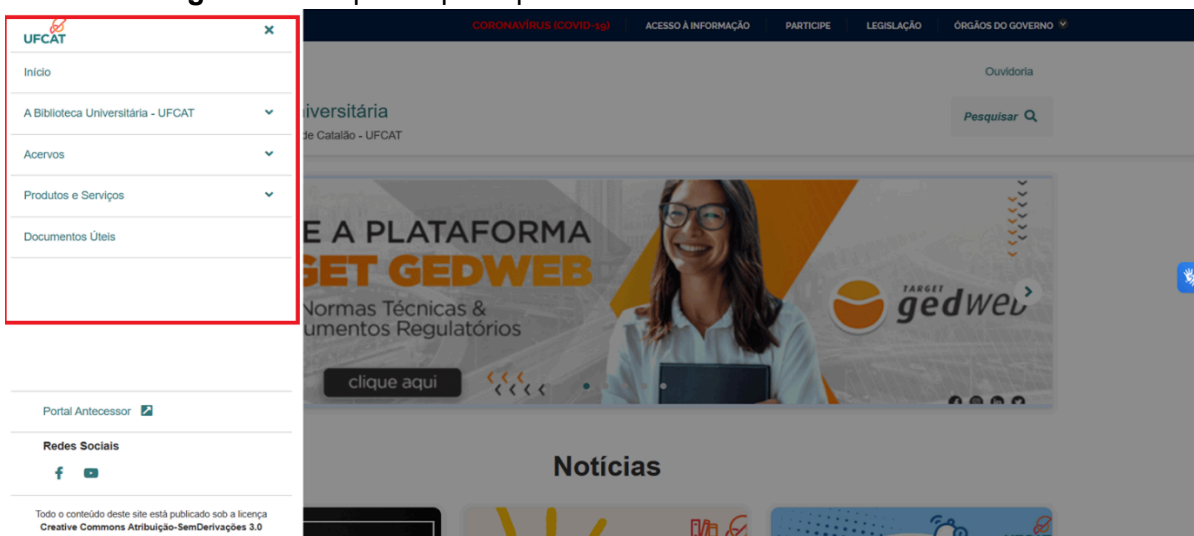 UFCAT
Início
A Biblioteca Universitária - UFCAT
Acervos
Produtos e Serviços
Documentos Úteis
Portal Antecessor
Redes Sociais
Todo o conteúdo deste site está publicado sob a licença
Creative Commons Atribuição-SemDerivações 3.0
CORONAVÍRUS (COVID-19) ACESSO À INFORMAÇÃO PARTICIPE LEGISLAÇÃO ÓRGÃOS DO GOVERNO
Ouvidoria
iversitária
de Catalão - UFCAT
Pesquisar
E A PLATAFORMA
GET GEDWEB
Normas Técnicas &
umentos Regulatórios
clique aqui
TARGET
gedweb
Notícias